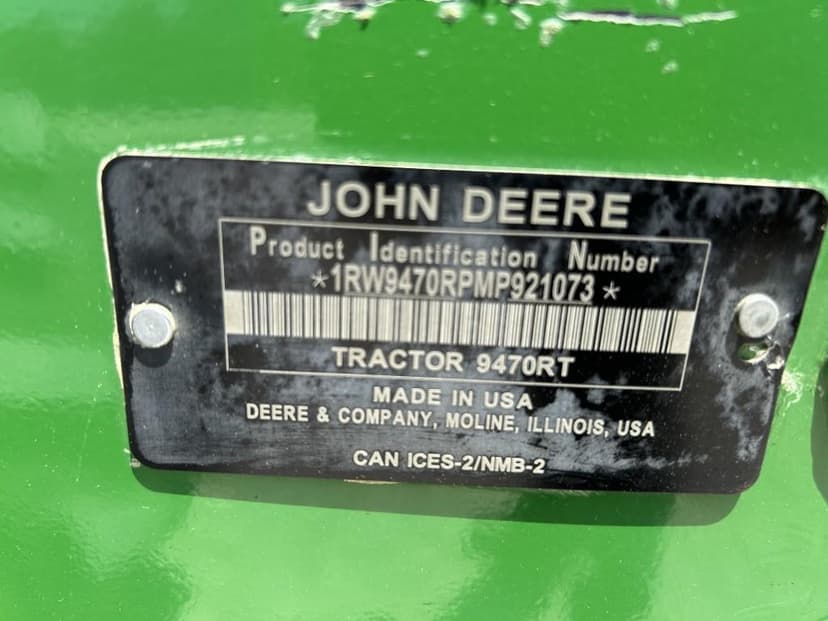 JOHN DEERE
Product Identification Number
*1RW9470RPMP921073*
TRACTOR 9470RT
MADE IN USA
DEERE & COMPANY, MOLINE, ILLINOIS, USA
CAN ICES-2/NMB-2